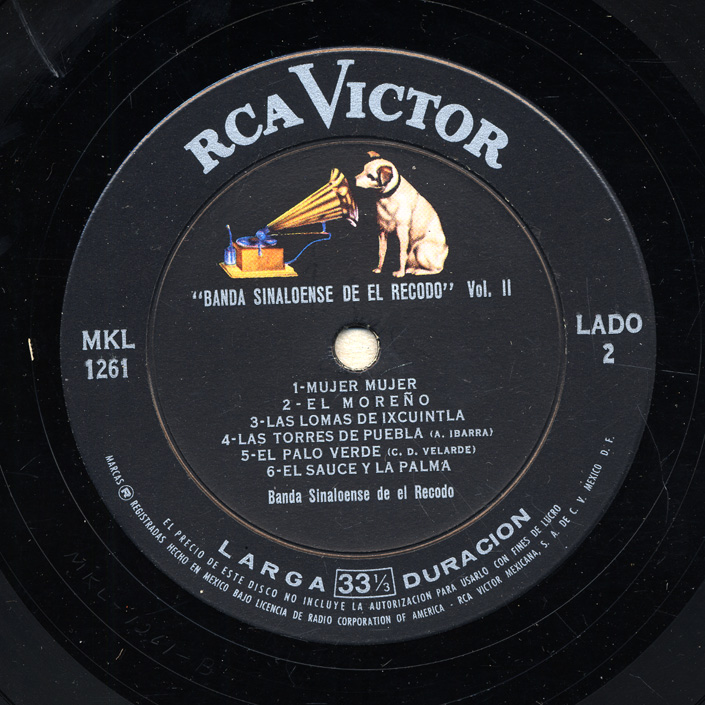 RCA VICTOR
"BANDA SINALOENSE DE EL RECODO" Vol. II
MKL
1261
LADO
2
1-MUJER MUJER
2-EL MOREÑO
3-LAS LOMAS DE IXCUINTLA
4-LAS TORRES DE PUEBLA (A. IBARRA)
5-EL PALO VERDE (C. D. VELARDE)
6-EL SAUCE Y LA PALMA
Banda Sinaloense de el Recodo
LARGA 33 1/3 DURACION
MARCAS ® REGISTRADAS HECHO EN MEXICO BAJO LICENCIA DE RADIO CORPORATION OF AMERICA - RCA VICTOR MEXICANA, S. A. DE C. V. MEXICO D. F.
EL PRECIO DE ESTE DISCO NO INCLUYE LA AUTORIZACION PARA USARLO CON FINES DE LUCRO
MKL-1261-B